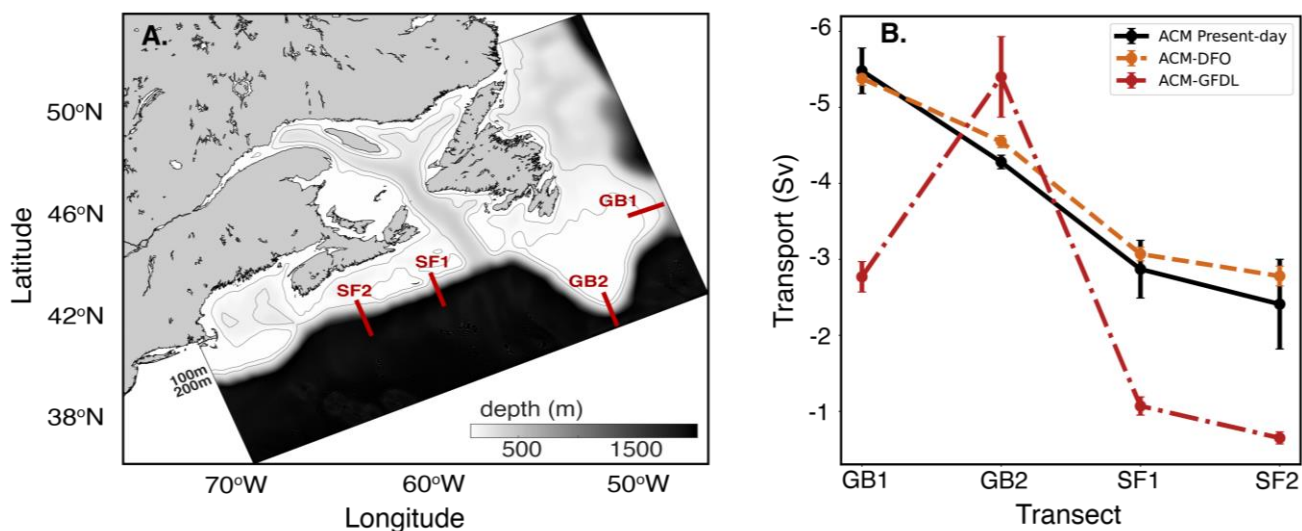 A.
50°N
46°N
42°N
38°N
Latitude
GB1
GB2
SF1
SF2
100m
200m
depth (m)
500
1500
70°W
60°W
50°W
Longitude
B.
ACM Present-day
ACM-DFO
ACM-GFDL
-6
-5
-4
-3
-2
-1
Transport (Sv)
GB1
GB2
SF1
SF2
Transect